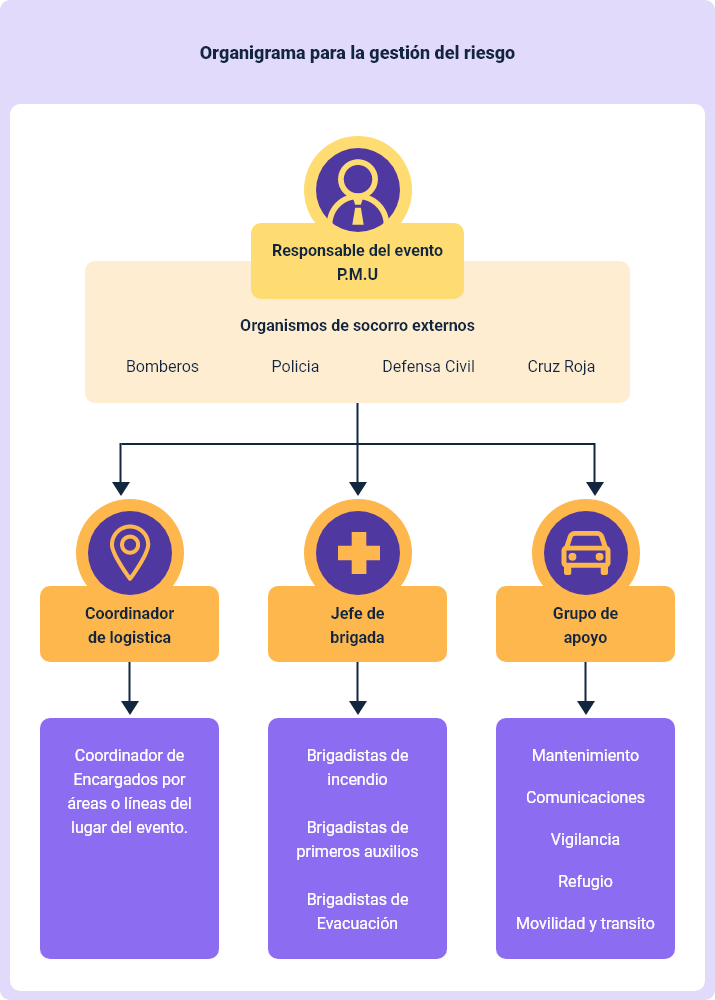 Organigrama para la gestión del riesgo
Responsable del evento
P.M.U
Organismos de socorro externos
Bomberos Policia Defensa Civil Cruz Roja
Coordinador
de logistica
Jefe de
brigada
Grupo de
apoyo
Coordinador de
Encargados por
áreas o líneas del
lugar del evento.
Brigadistas de
incendio
Brigadistas de
primeros auxilios
Brigadistas de
Evacuación
Mantenimiento
Comunicaciones
Vigilancia
Refugio
Movilidad y transito